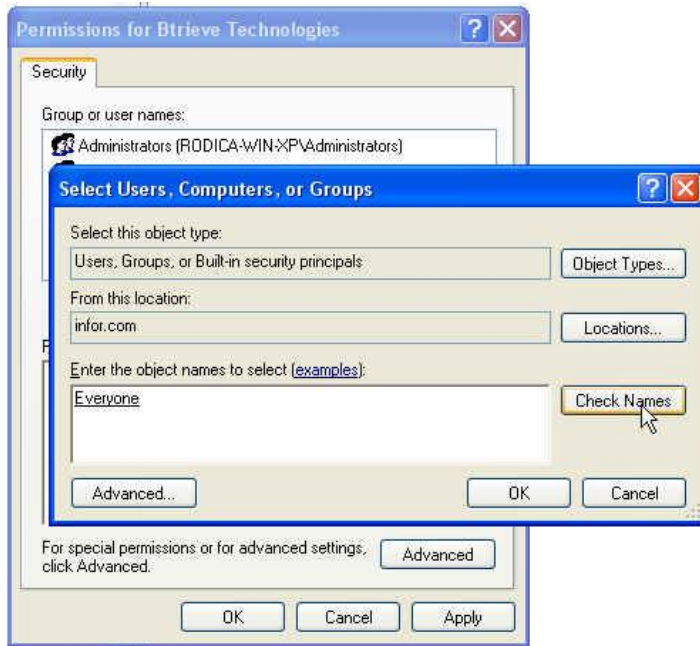 Permissions for Btrieve Technologies
Security
Group or user names:
Administrators (RODICA-WIN-XP\Administrators)
Select Users, Computers, or Groups
Select this object type:
Users, Groups, or Built-in security principals
Object Types...
From this location:
infor.com
Locations...
Enter the object names to select (examples):
Everyone
Check Names
Advanced...
OK
Cancel
For special permissions or for advanced settings,
click Advanced.
Advanced
OK
Cancel
Apply